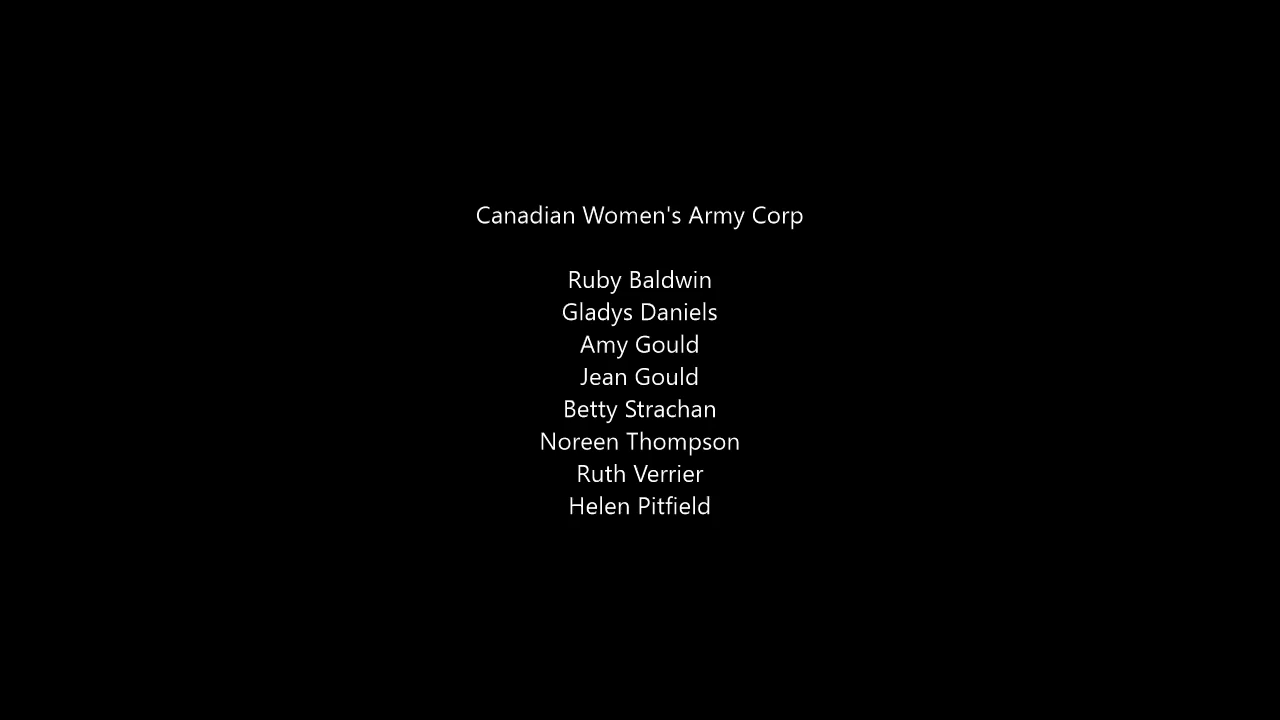 Canadian Women's Army Corp
Ruby Baldwin
Gladys Daniels
Amy Gould
Jean Gould
Betty Strachan
Noreen Thompson
Ruth Verrier
Helen Pitfield